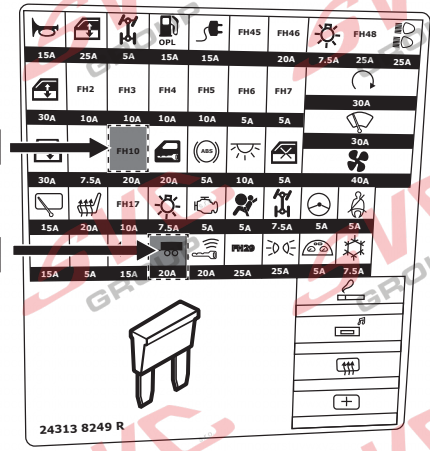 OPL FH45 FH46 FH48
15A 25A 5A 15A 15A 20A 7.5A 25A 25A
FH2 FH3 FH4 FH5 FH6 FH7
30A
30A 10A 10A 10A 10A 5A 5A
FH10 ABS
30A
30A 7.5A 20A 20A 5A 10A 5A 40A
FH17
15A 20A 10A 7.5A 5A 5A 7.5A 5A 5A
FH29
15A 5A 15A 20A 20A 25A 25A 5A 7.5A
24313 8249 R
SVC GROUP